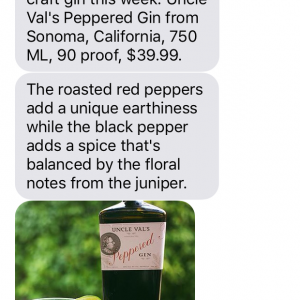 craft gin this week. Uncle
Val's Peppered Gin from
Sonoma, California, 750
ML, 90 proof, $39.99.
The roasted red peppers
add a unique earthiness
while the black pepper
adds a spice that's
balanced by the floral
notes from the juniper.
UNCLE VAL'S
Peppered
GIN